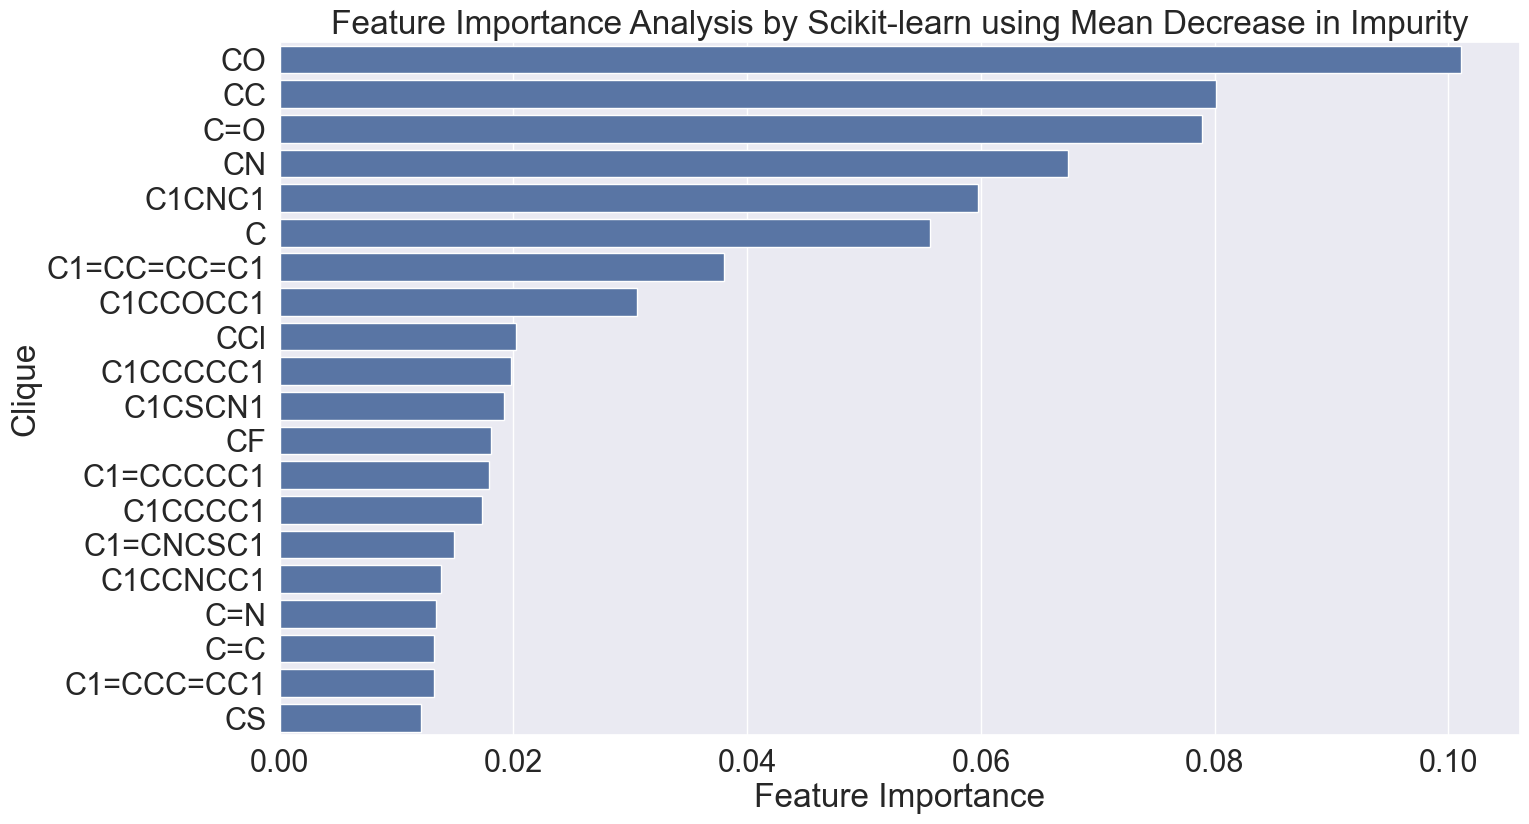 Feature Importance Analysis by Scikit-learn using Mean Decrease in Impurity
CO
CC
C=O
CN
C1CNC1
C
C1=CC=CC=C1
C1CCOCC1
CCl
C1CCCCC1
C1CSCN1
CF
C1=CCCCC1
C1CCCC1
C1=CNCSC1
C1CCNCC1
C=N
C=C
C1=CCC=CC1
CS
Clique
0.00 0.02 0.04 0.06 0.08 0.10
Feature Importance